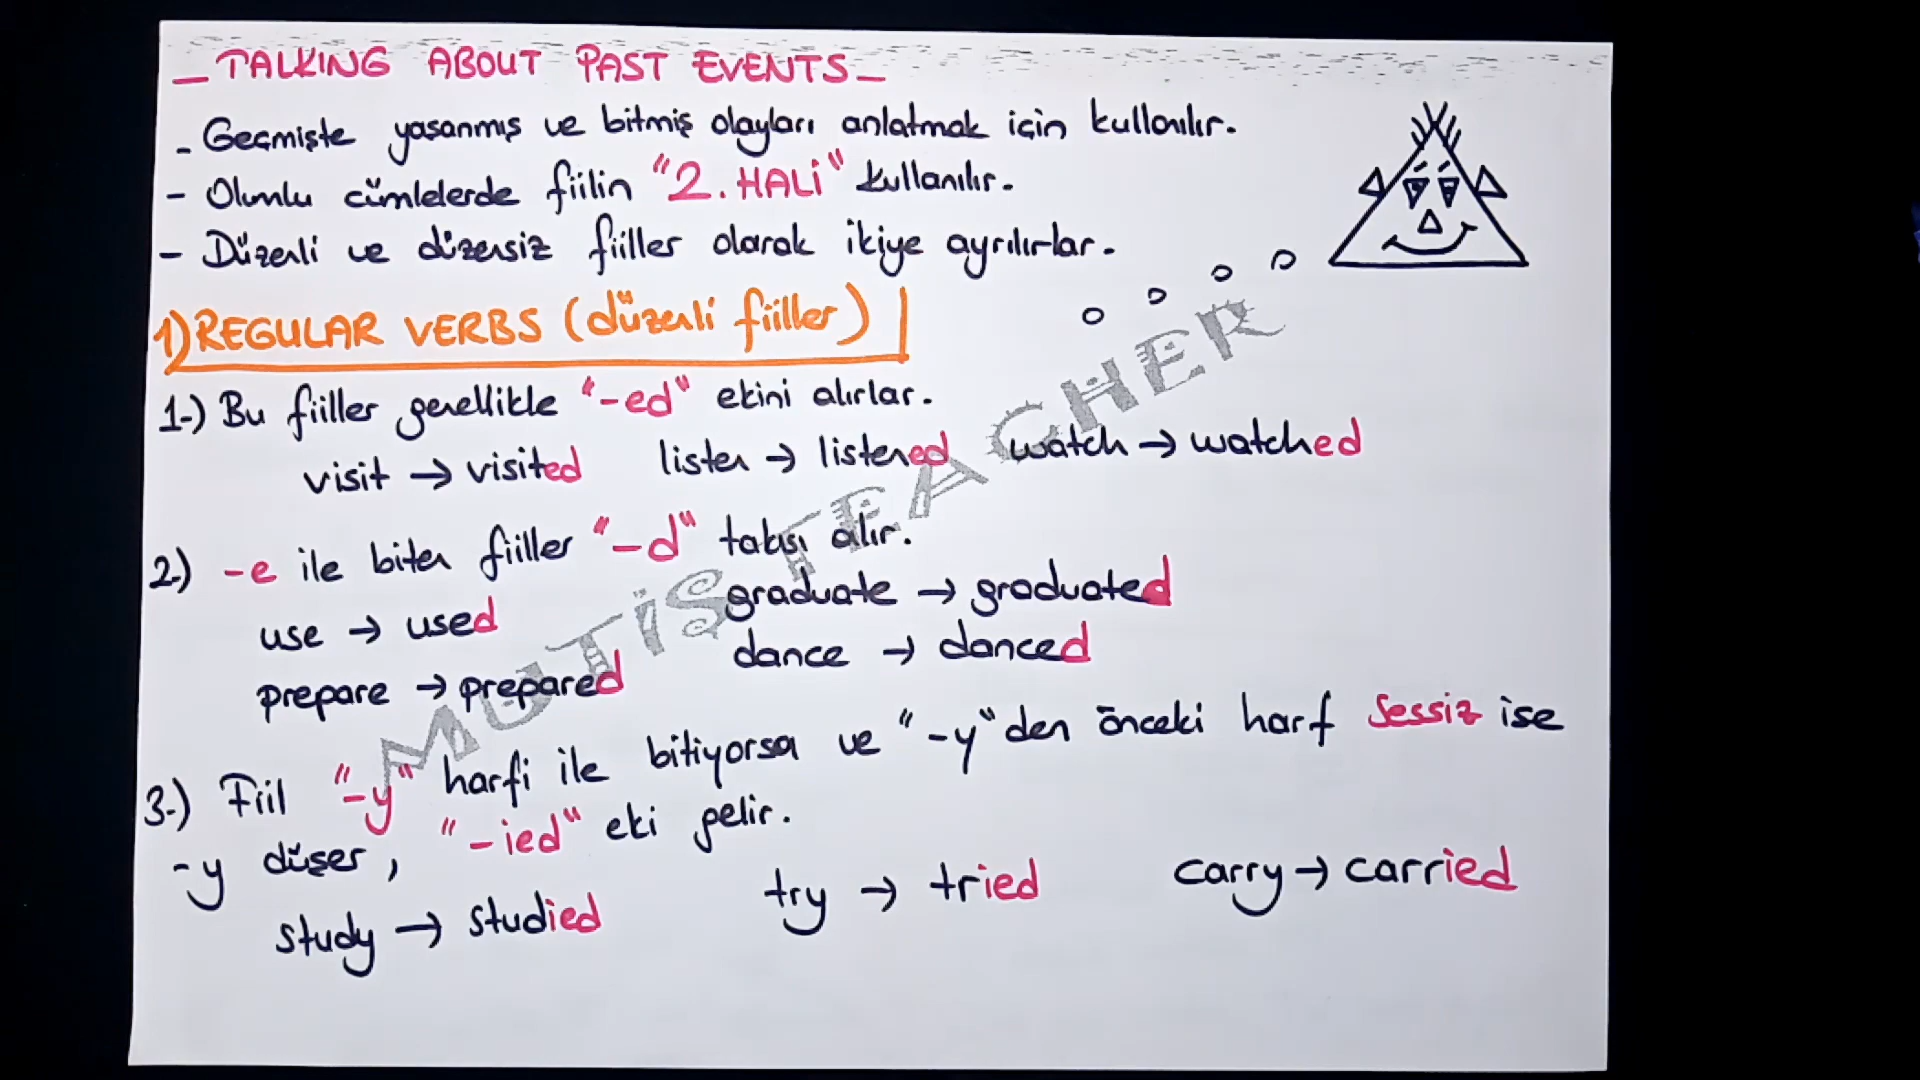 - TALKING ABOUT PAST EVENTS -
- Geçmişte yaşanmış ve bitmiş olayları anlatmak için kullanılır.
- Olumlu cümlelerde fiilin "2. HALİ" kullanılır.
- Düzenli ve düzensiz fiiller olarak ikiye ayrılırlar.
1) REGULAR VERBS (düzenli fiiller)
1-) Bu fiiller genellikle "-ed" ekini alırlar.
visit → visited listen → listened watch → watched
2-) -e ile biten fiiller "-d" takısı alır.
use → used graduate → graduated
prepare → prepared dance → danced
3-) Fiil "-y" harfi ile bitiyorsa ve "-y" den önceki harf sessiz ise
-y düşer, "-ied" eki gelir.
study → studied try → tried carry → carried
MUTİŞ TEACHER